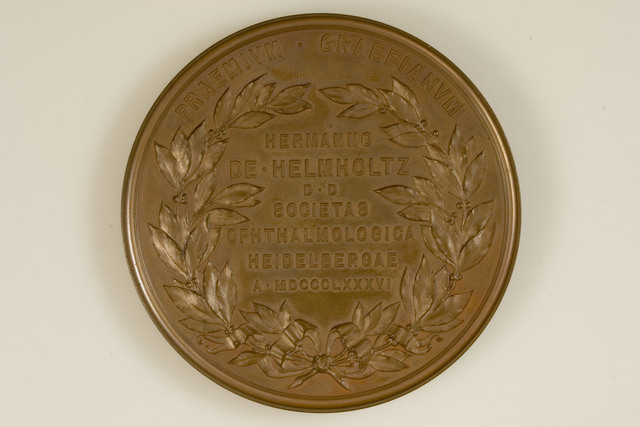 PRAEMIVM · GRAEFIANVM
HERMANNO
DE · HELMHOLTZ
D · D
SOCIETAS
OPHTHALMOLOGICA
HEIDELBERGAE
A · MDCCCLXXXVI